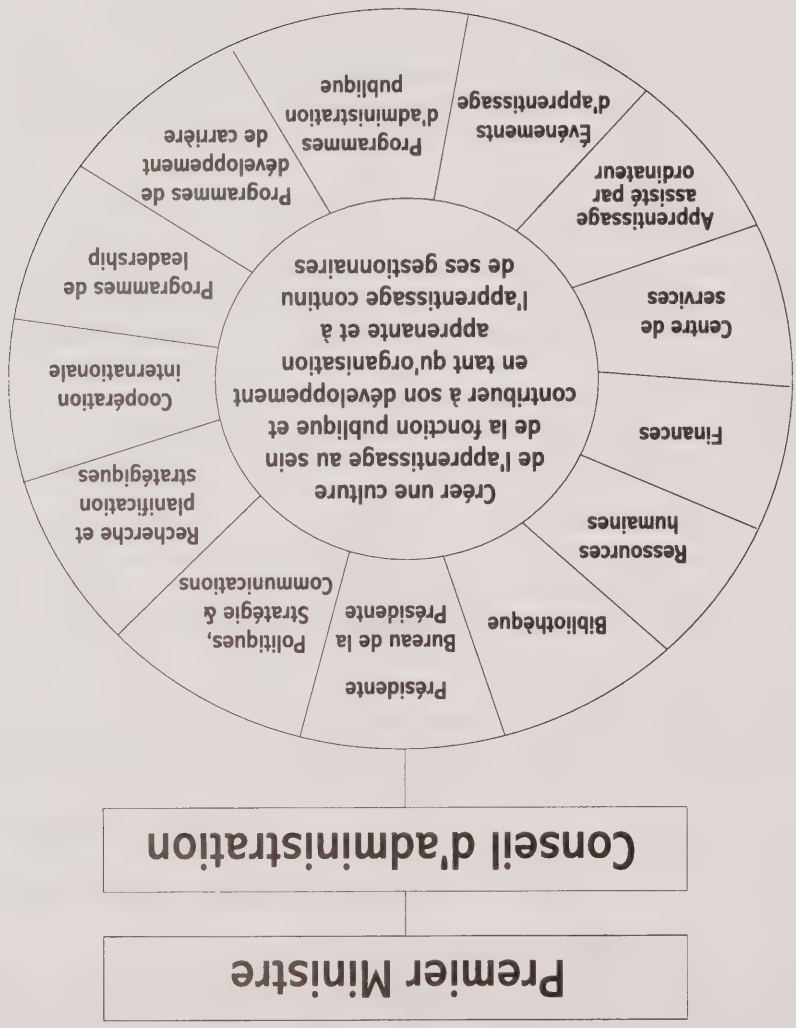 Premier Ministre
Conseil d'administration
Présidente
Bureau de la
Présidente
Politiques,
Stratégie &
Communications
Recherche et
planification
stratégiques
Coopération
internationale
Programmes de
leadership
Programmes de
développement
de carrière
Programmes
d'administration
publique
Événements
d'apprentissage
Apprentissage
assisté par
ordinateur
Centre de
services
Finances
Ressources
humaines
Bibliothèque
Créer une culture
de l'apprentissage au sein
de la fonction publique et
contribuer à son développement
en tant qu'organisation
apprenante et à
l'apprentissage continu
de ses gestionnaires